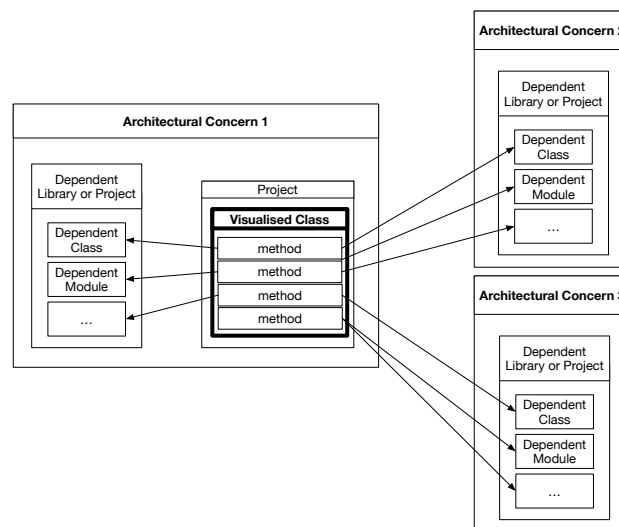 Architectural Concern 1
Dependent
Library or Project
Dependent
Class
Dependent
Module
...
Project
Visualised Class
method
method
method
method
Architectural Concern 2
Dependent
Library or Project
Dependent
Class
Dependent
Module
...
Architectural Concern 3
Dependent
Library or Project
Dependent
Class
Dependent
Module
...